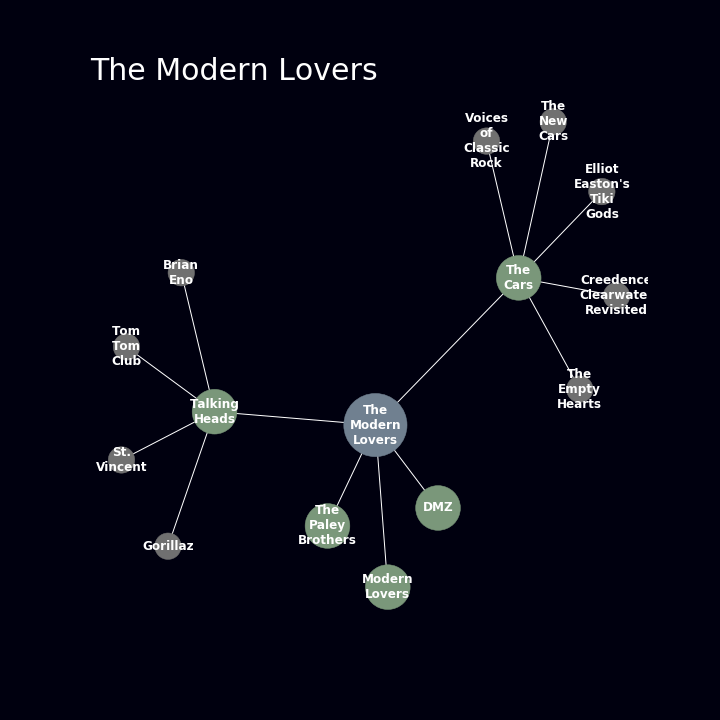 The Modern Lovers
The
New
Cars
Voices
of
Classic
Rock
Elliot
Easton's
Tiki
Gods
Brian
Eno
The
Cars
Creedence
Clearwate
Revisited
Tom
Tom
Club
The
Empty
Hearts
Talking
Heads
The
Modern
Lovers
St.
Vincent
The
Paley
Brothers
DMZ
Gorillaz
Modern
Lovers